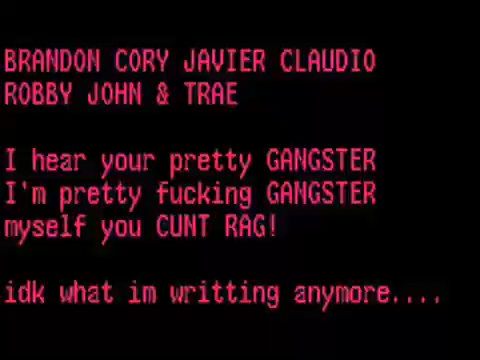 BRANDON CORY JAVIER CLAUDIO
ROBBY JOHN & TRAE
I hear your pretty GANGSTER
I'm pretty fucking GANGSTER
myself you CUNT RAG!
idk what im writting anymore....